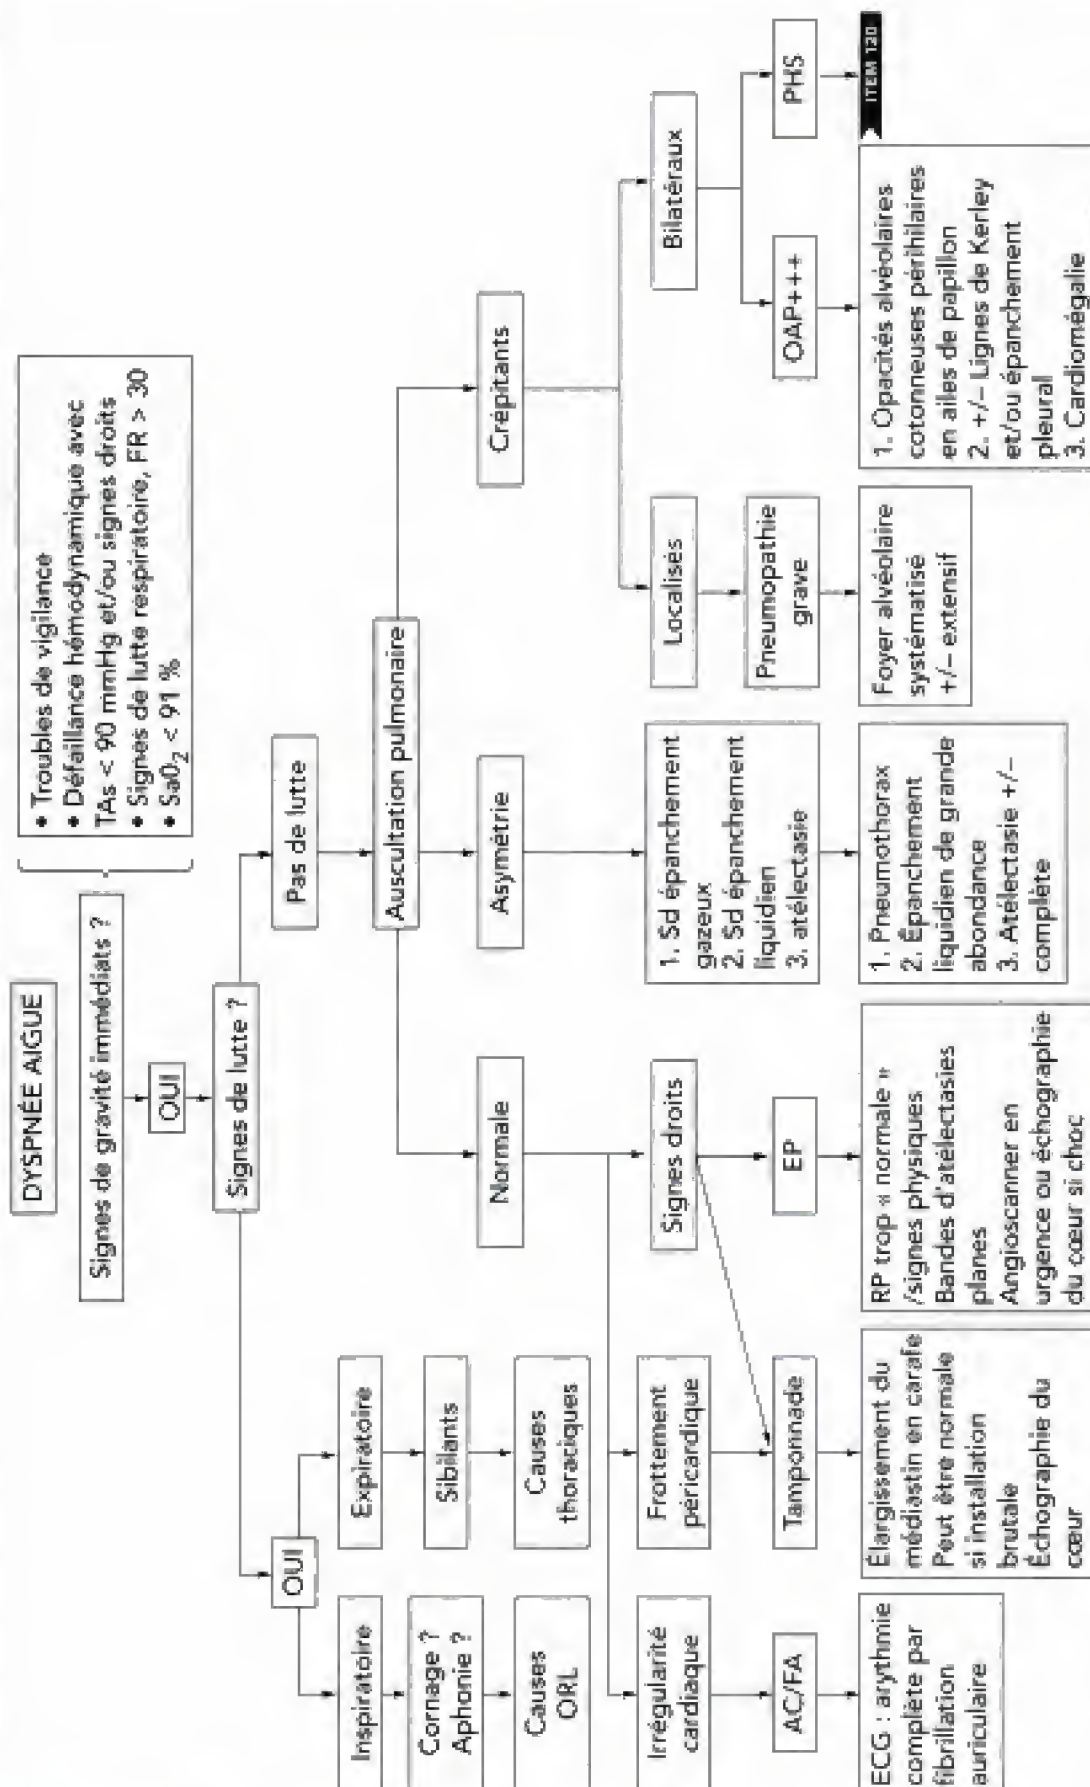 DYSPNÉE AIGUE
Signes de gravité immédiats ?
• Troubles de vigilance
• Défaillance hémodynamique avec
TAs < 90 mmHg et/ou signes droits
• Signes de lutte respiratoire, FR > 30
• SaO2 < 91 %
OUI
Signes de lutte ?
OUI
Pas de lutte
Inspiratoire
Expiratoire
Auscultation pulmonaire
Cornage ?
Aphonie ?
Sibilants
Causes
ORL
Causes
thoraciques
Normale
Asymétrie
Crépitants
Irrégularité
cardiaque
Frottement
péricardique
Signes droits
1. Sd épanchement
gazeux
2. Sd épanchement
liquidien
3. atélectasie
Localisés
Bilatéraux
AC/FA
Tamponnade
EP
Pneumopathie
grave
OAP+++
PHS
ECG : arythmie
complète par
fibrillation
auriculaire
Élargissement du
médiastin en carafe
Peut être normale
si installation
brutale
Échographie du
cœur
RP trop « normale »
/signes physiques
Bandes d'atélectasies
planes
Angioscanner en
urgence ou échographie
du cœur si choc
1. Pneumothorax
2. Épanchement
liquidien de grande
abondance
3. Atélectasie +/–
complète
Foyer alvéolaire
systématisé
+/– extensif
1. Opacités alvéolaires
cotonneuses périhilaires
en ailes de papillon
2. +/– Lignes de Kerley
et/ou épanchement
pleural
3. Cardiomégalie
ITEM 130